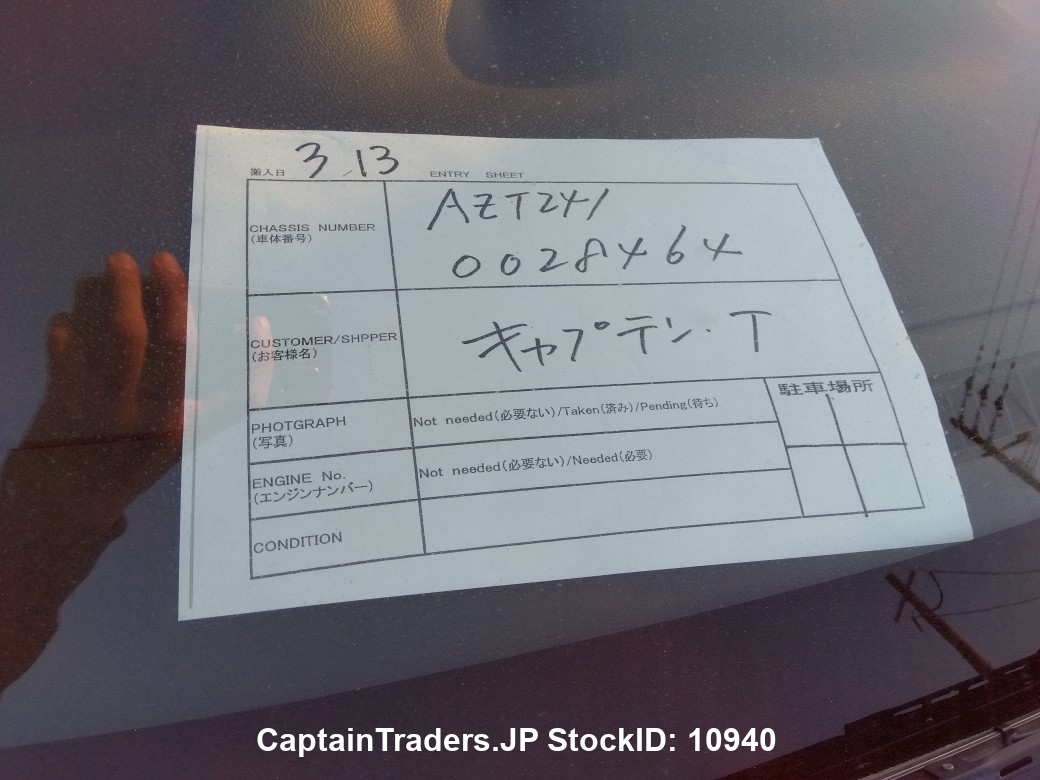 搬入日 3/13 ENTRY SHEET
CHASSIS NUMBER
(車体番号)
AZT241
0028464
CUSTOMER/SHPPER
(お客様名)
キャプテン・T
PHOTGRAPH
(写真)
Not needed(必要ない)/Taken(済み)/Pending(待ち)
駐車場所
ENGINE No.
(エンジンナンバー)
Not needed(必要ない)/Needed(必要)
CONDITION
CaptainTraders.JP StockID: 10940